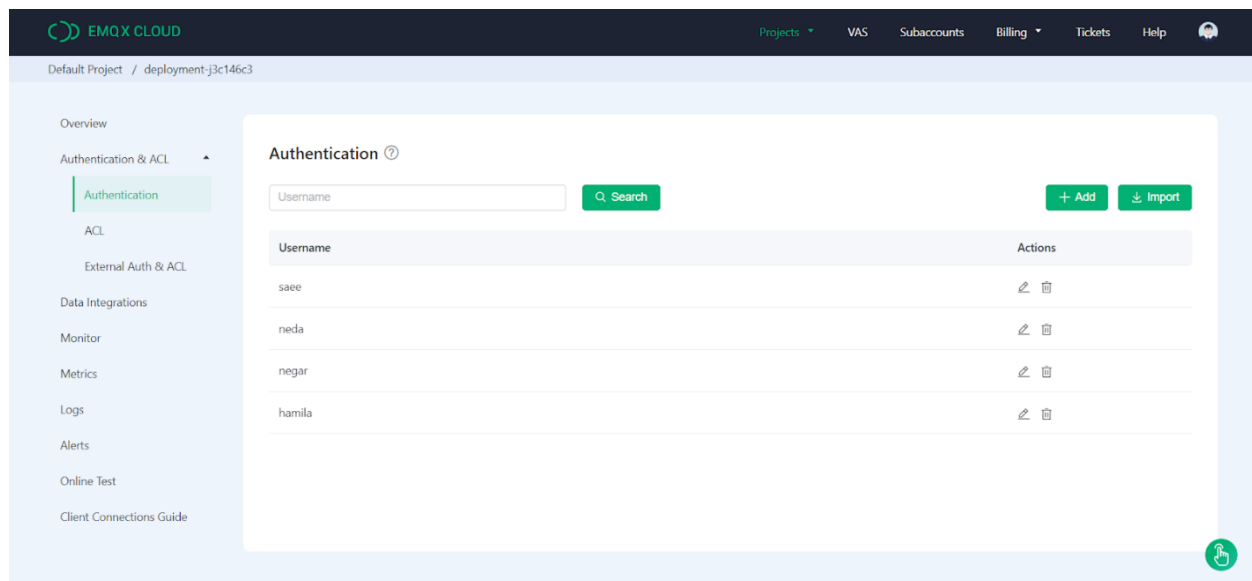 EMQX CLOUD Projects VAS Subaccounts Billing Tickets Help
Default Project / deployment-j3c146c3
Overview
Authentication & ACL
Authentication
ACL
External Auth & ACL
Data Integrations
Monitor
Metrics
Logs
Alerts
Online Test
Client Connections Guide
Authentication ?
Username Search + Add Import
Username Actions
saee
neda
negar
hamila